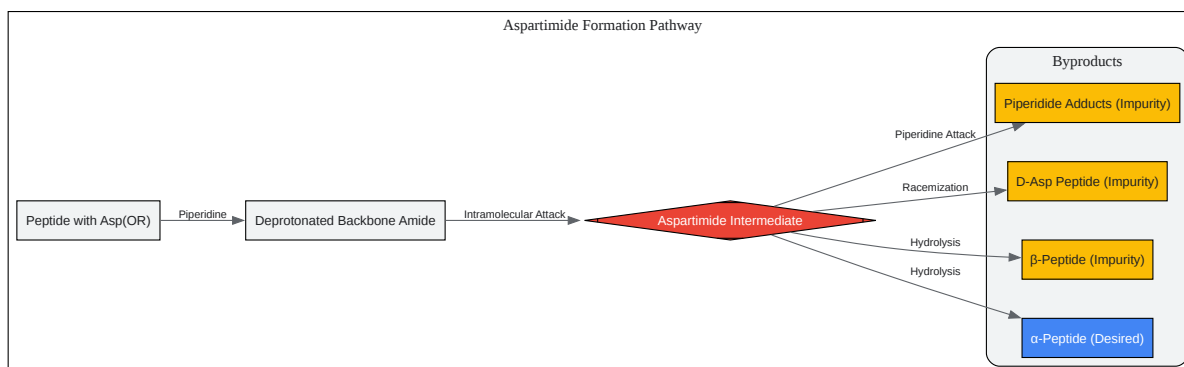 Aspartimide Formation Pathway
Byproducts
Peptide with Asp(OR)
Piperidine
Deprotonated Backbone Amide
Intramolecular Attack
Aspartimide Intermediate
Piperidine Attack
Piperidide Adducts (Impurity)
Racemization
D-Asp Peptide (Impurity)
Hydrolysis
β-Peptide (Impurity)
Hydrolysis
α-Peptide (Desired)